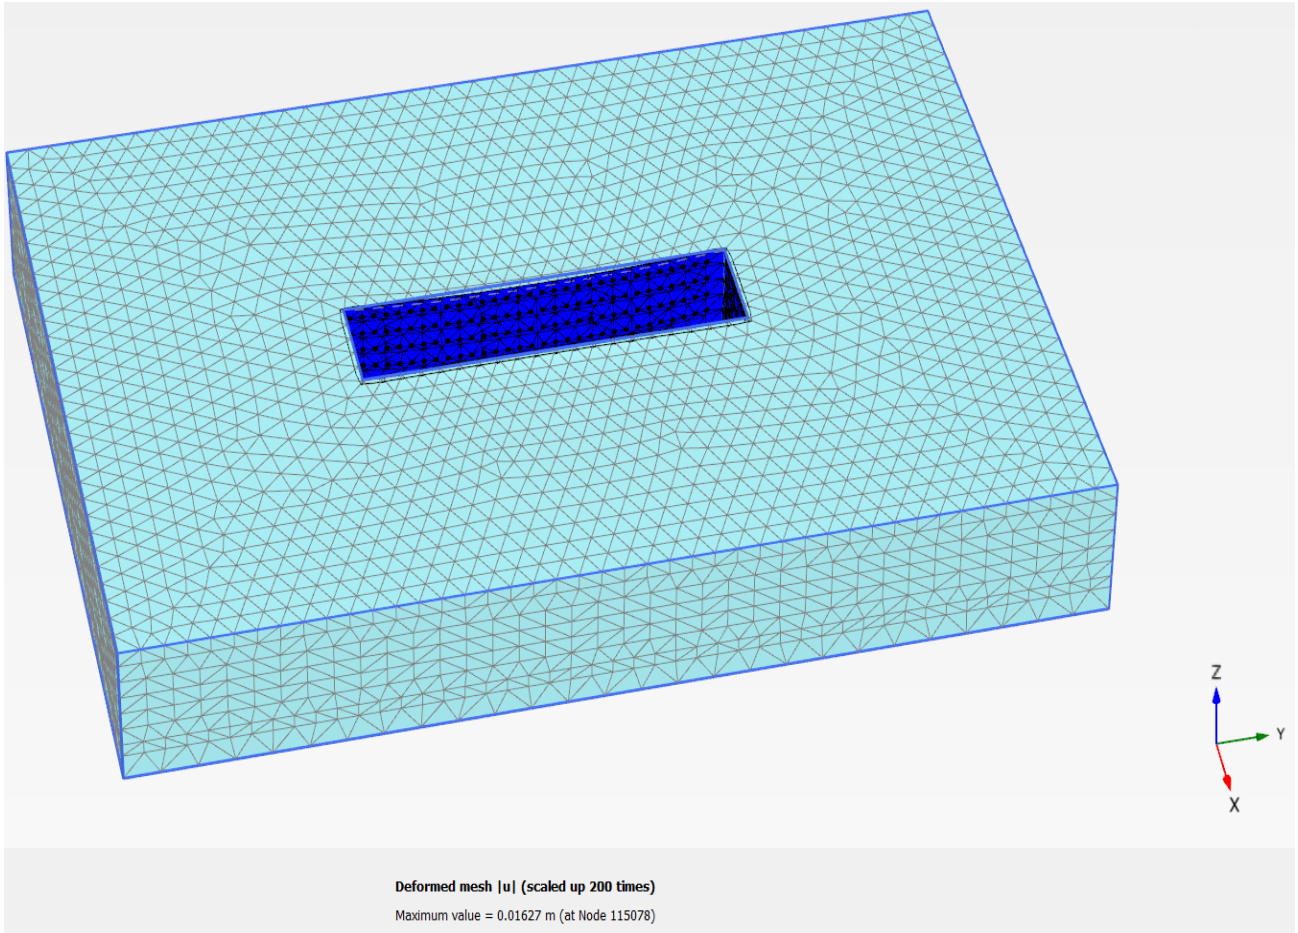 Z
Y
X
Deformed mesh |u| (scaled up 200 times)
Maximum value = 0.01627 m (at Node 115078)